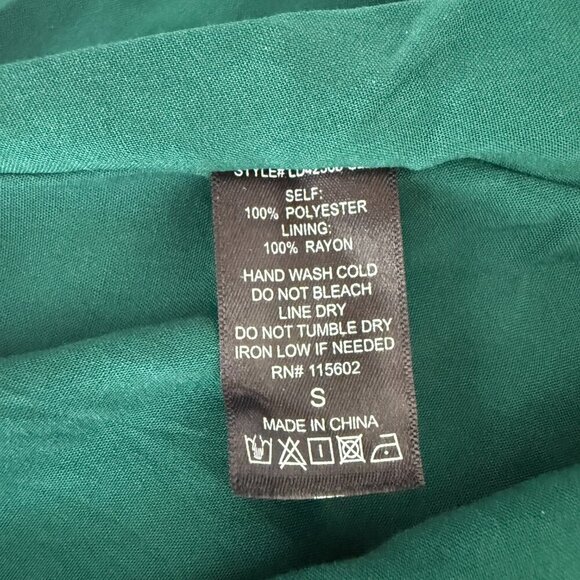 STYLE#
SELF:
100% POLYESTER
LINING:
100% RAYON
HAND WASH COLD
DO NOT BLEACH
LINE DRY
DO NOT TUMBLE DRY
IRON LOW IF NEEDED
RN# 115602
S
MADE IN CHINA